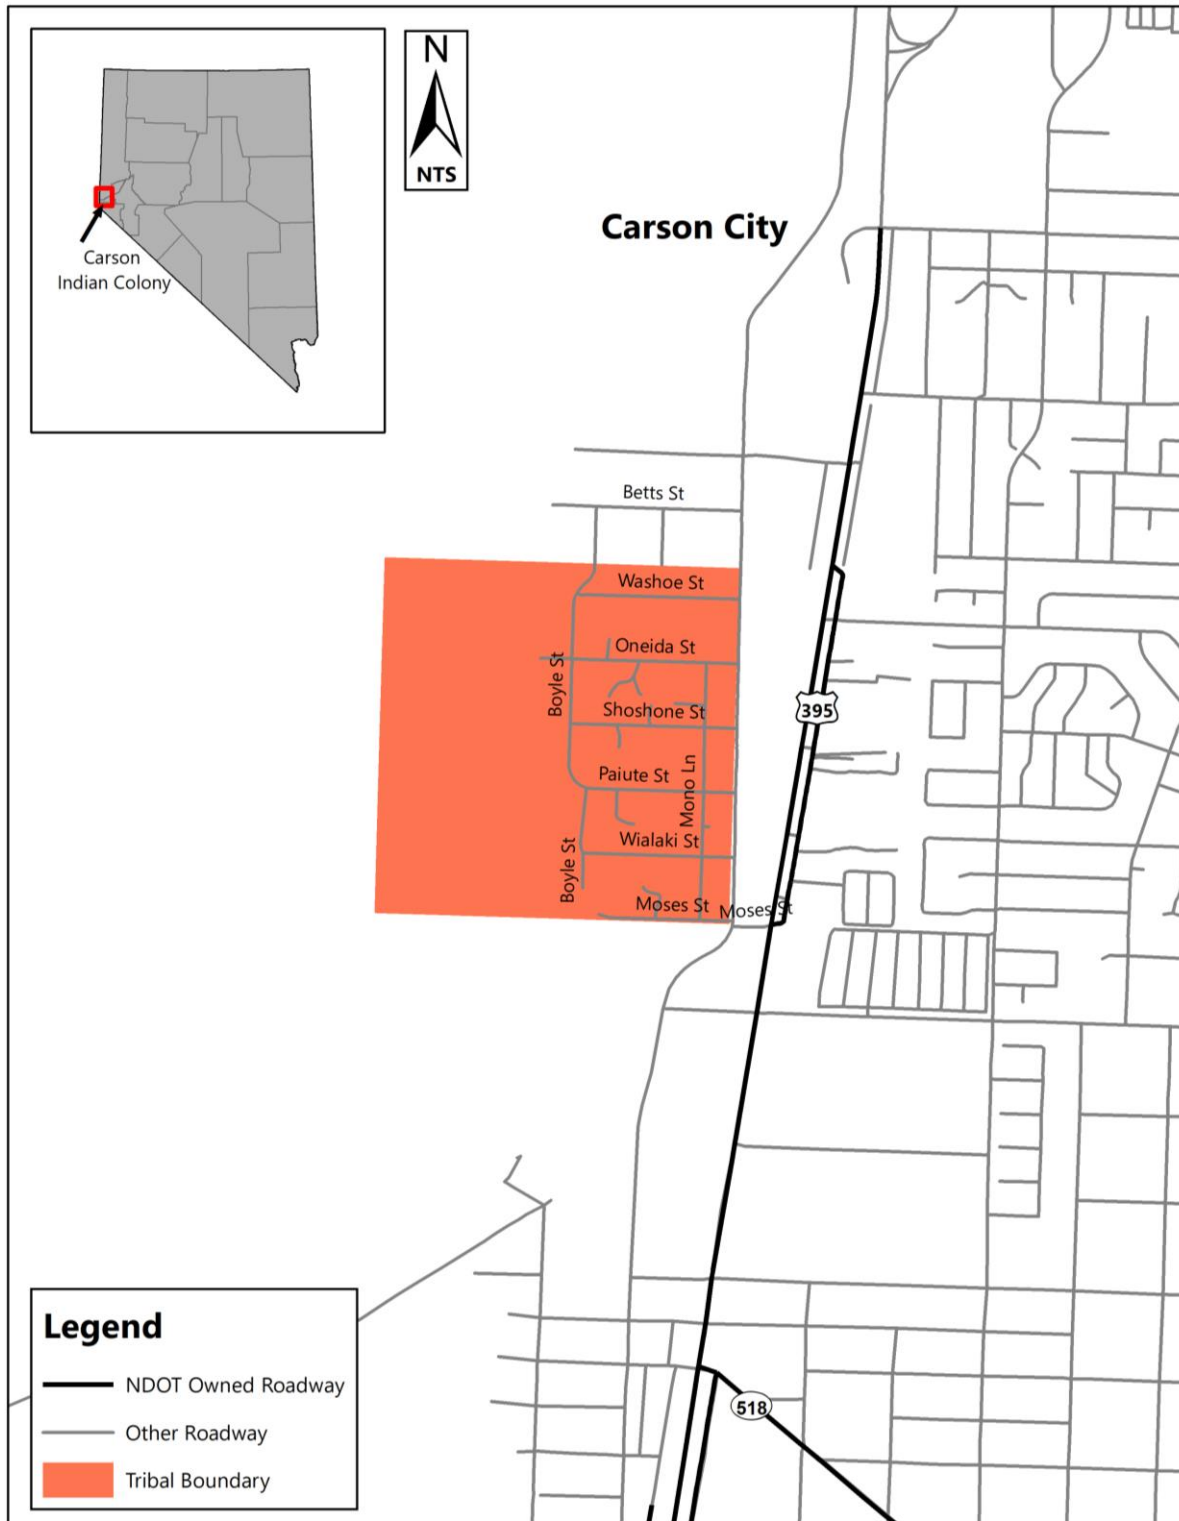 N
NTS
Carson
Indian Colony
Carson City
Betts St
Washoe St
Oneida St
Boyle St
Shoshone St
395
Paiute St
Mono Ln
Wialaki St
Boyle St
Moses St
Moses St
Legend
NDOT Owned Roadway
Other Roadway
Tribal Boundary
518